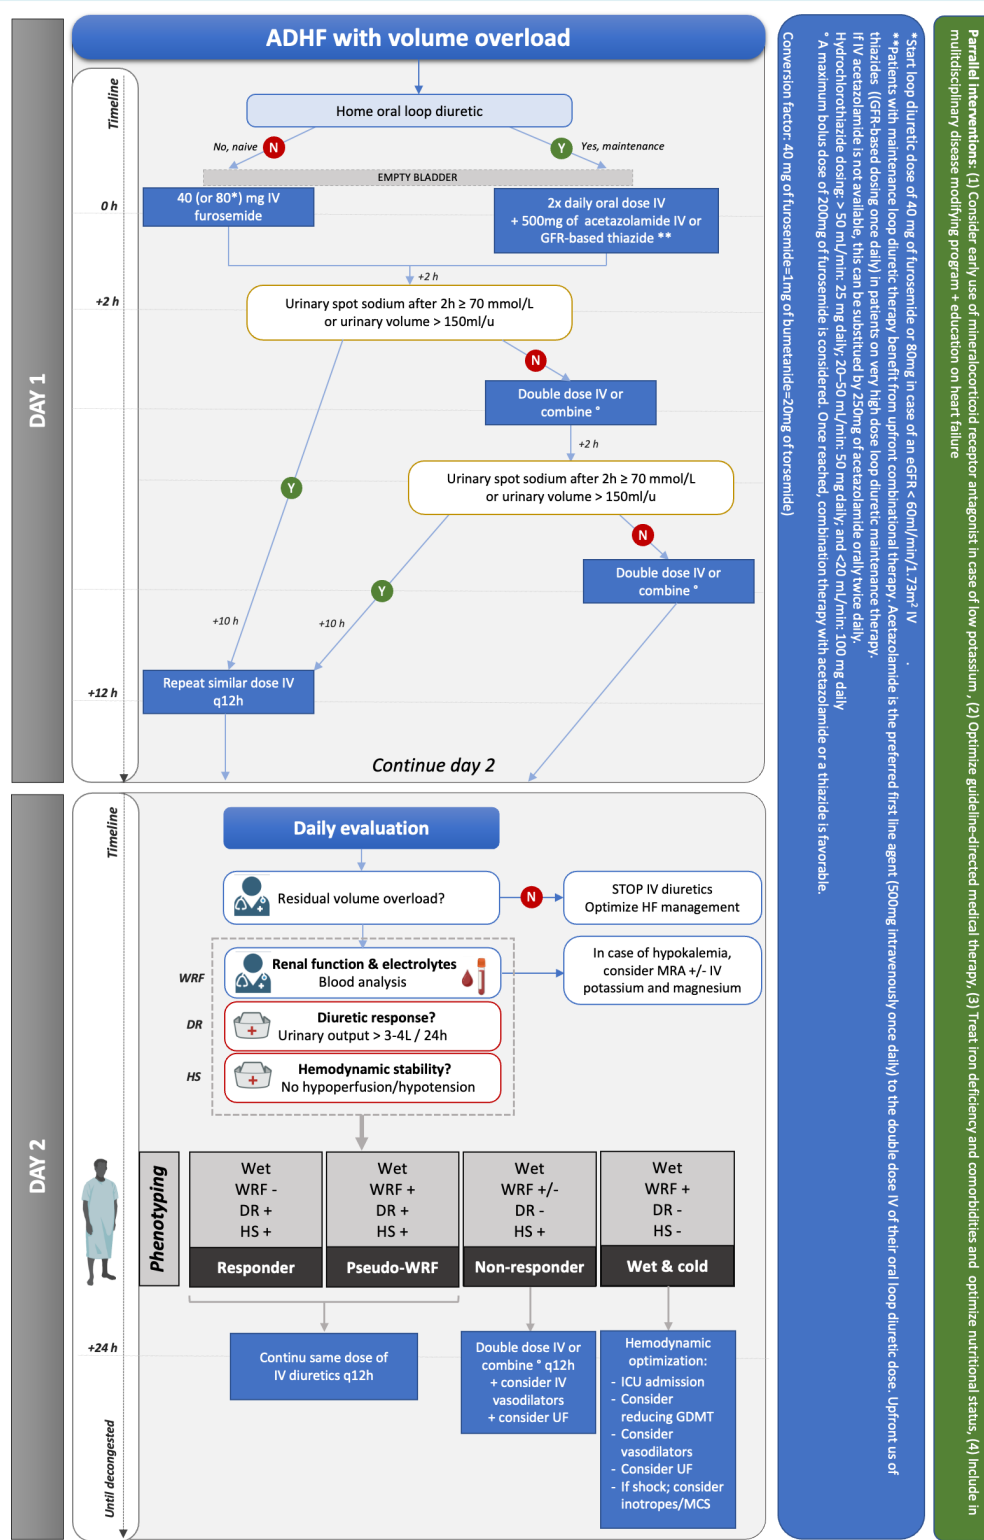 ADHF with volume overload
Timeline
Home oral loop diuretic
No, naive
N
Y
Yes, maintenance
EMPTY BLADDER
0 h
40 (or 80*) mg IV
furosemide
2x daily oral dose IV
+ 500mg of acetazolamide IV or
GFR-based thiazide **
+2 h
+2 h
Urinary spot sodium after 2h ≥ 70 mmol/L
or urinary volume > 150ml/u
N
Double dose IV or
combine °
+2 h
DAY 1
Urinary spot sodium after 2h ≥ 70 mmol/L
or urinary volume > 150ml/u
Y
N
Double dose IV or
combine °
Y
+10 h
+10 h
+12 h
Repeat similar dose IV
q12h
Continue day 2
Timeline
Daily evaluation
Residual volume overload?
N
STOP IV diuretics
Optimize HF management
WRF
Renal function & electrolytes
Blood analysis
In case of hypokalemia,
consider MRA +/- IV
potassium and magnesium
DR
Diuretic response?
Urinary output > 3-4L / 24h
HS
Hemodynamic stability?
No hypoperfusion/hypotension
DAY 2
Phenotyping
Wet
WRF -
DR +
HS +
Responder
Wet
WRF +
DR +
HS +
Pseudo-WRF
Wet
WRF +/-
DR -
HS +
Non-responder
Wet
WRF +
DR -
HS -
Wet & cold
+24 h
Continu same dose of
IV diuretics q12h
Double dose IV or
combine ° q12h
+ consider IV
vasodilators
+ consider UF
Hemodynamic
optimization:
- ICU admission
- Consider
reducing GDMT
- Consider
vasodilators
- Consider UF
- If shock; consider
inotropes/MCS
Until decongested
*Start loop diuretic dose of 40 mg of furosemide or 80mg in case of an eGFR < 60ml/min/1.73m² IV .
**Patients with maintenance loop diuretic therapy benefit from upfront combinational therapy. Acetazolamide is the preferred first line agent (500mg intravenously once daily) to the double dose IV of their oral loop diuretic dose. Upfront us of
thiazides ((GFR-based dosing once daily) in patients on very high dose loop diuretic maintenance therapy.
If IV acetazolamide is not available, this can be substitued by 250mg of acetazolamide orally twice daily.
Hydrochlorothiazide dosing: > 50 mL/min: 25 mg daily; 20–50 mL/min: 50 mg daily; and <20 mL/min: 100 mg daily
° A maximum bolus dose of 200mg of furosemide is considered. Once reached, combination therapy with acetazolamide or a thiazide is favorable.
Conversion factor: 40 mg of furosemide=1mg of bumetanide=20mg of torsemide)
Parrallel interventions: (1) Consider early use of mineralocorticoid receptor antagonist in case of low potassium , (2) Optimize guideline-directed medical therapy, (3) Treat iron deficiency and comorbidities and optimize nutritional status, (4) Include in
mulitdisciplinary disease modifying program + education on heart failure